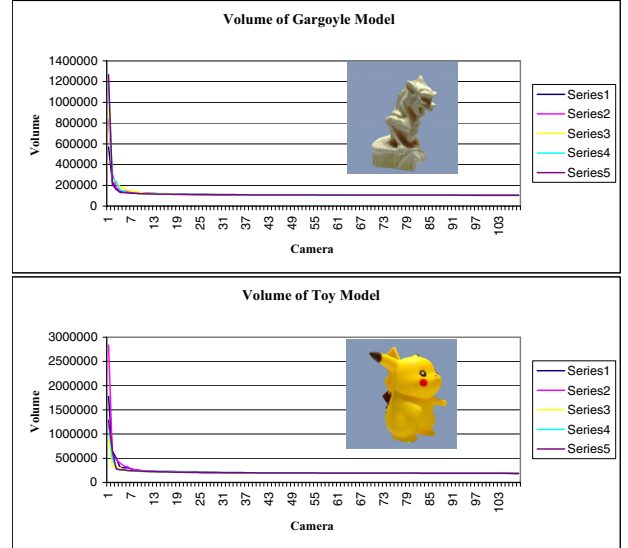 Volume of Gargoyle Model
1400000
1200000
1000000
800000
600000
400000
200000
0
Volume
1 7 13 19 25 31 37 43 49 55 61 67 73 79 85 91 97 103
Camera
Series1
Series2
Series3
Series4
Series5
Volume of Toy Model
3000000
2500000
2000000
1500000
1000000
500000
0
Volume
1 7 13 19 25 31 37 43 49 55 61 67 73 79 85 91 97 103
Camera
Series1
Series2
Series3
Series4
Series5